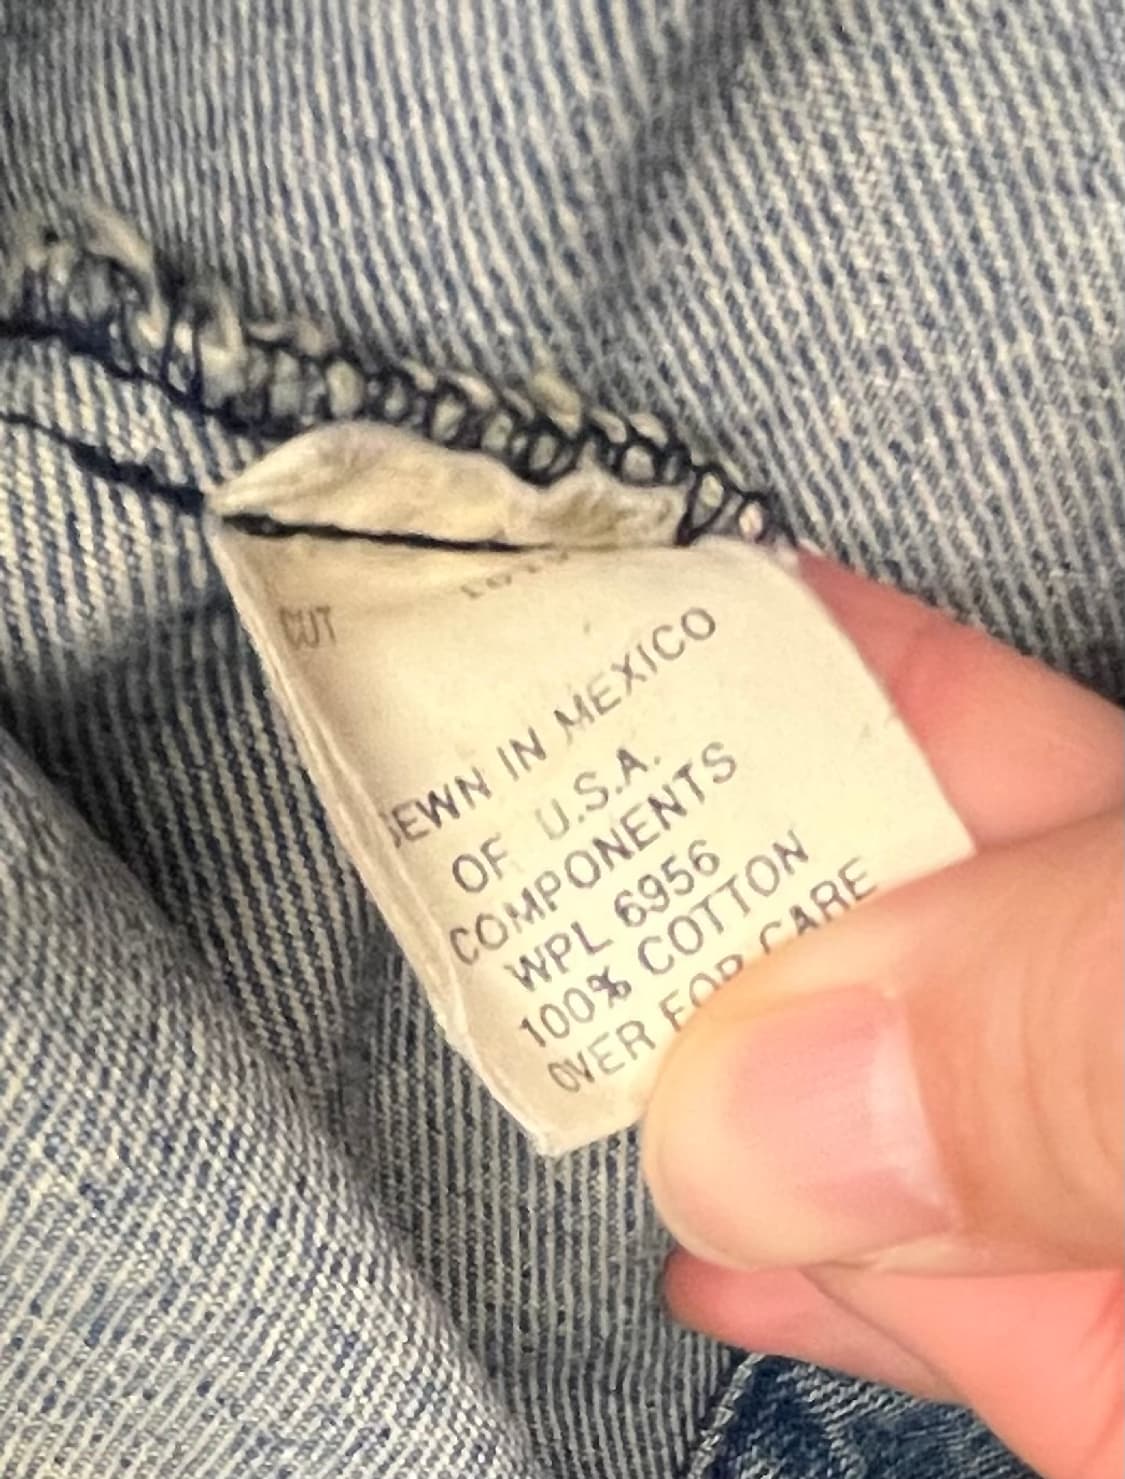 CUT
SEWN IN MEXICO
OF U.S.A.
COMPONENTS
WPL 6956
100% COTTON
OVER FOR CARE